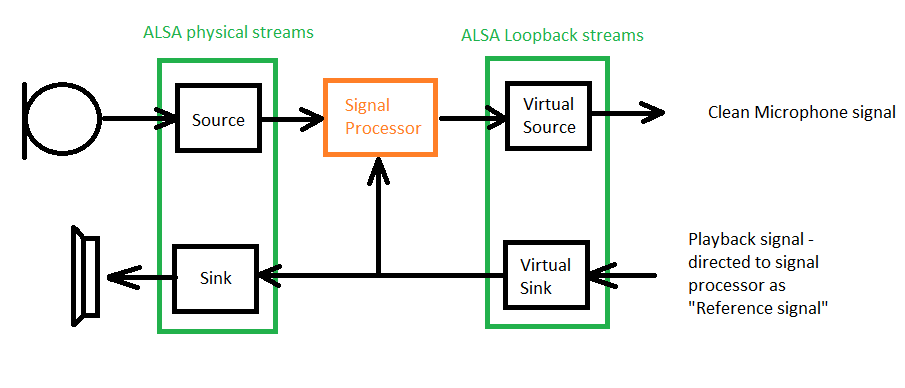 ALSA physical streams
ALSA Loopback streams
Source
Signal
Processor
Virtual
Source
Clean Microphone signal
Sink
Virtual
Sink
Playback signal -
directed to signal
processor as
"Reference signal"